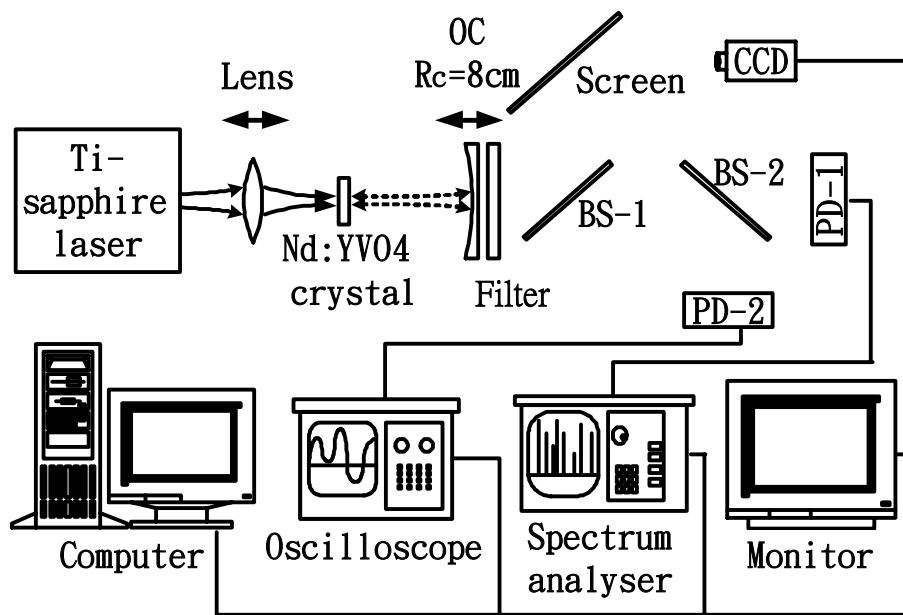 OC
Rc=8cm
Lens
Screen
CCD
Ti-
sapphire
laser
BS-1
BS-2
PD-1
Nd:YVO4
crystal
Filter
PD-2
Computer
Oscilloscope
Spectrum
analyser
Monitor